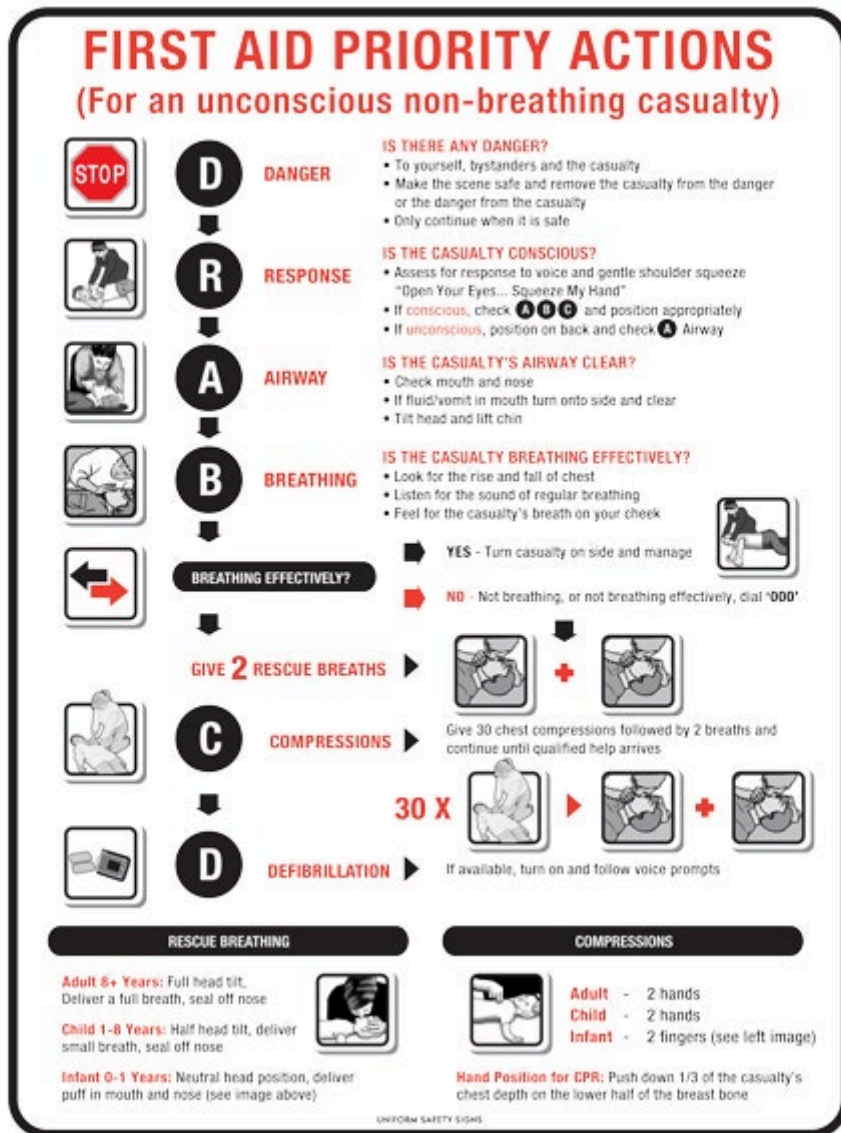 FIRST AID PRIORITY ACTIONS
(For an unconscious non-breathing casualty)
STOP
D
DANGER
IS THERE ANY DANGER?
• To yourself, bystanders and the casualty
• Make the scene safe and remove the casualty from the danger
or the danger from the casualty
• Only continue when it is safe
R
RESPONSE
IS THE CASUALTY CONSCIOUS?
• Assess for response to voice and gentle shoulder squeeze
"Open Your Eyes... Squeeze My Hand"
• If conscious, check A B C and position appropriately
• If unconscious, position on back and check A Airway
A
AIRWAY
IS THE CASUALTY'S AIRWAY CLEAR?
• Check mouth and nose
• If fluid/vomit in mouth turn onto side and clear
• Tilt head and lift chin
B
BREATHING
IS THE CASUALTY BREATHING EFFECTIVELY?
• Look for the rise and fall of chest
• Listen for the sound of regular breathing
• Feel for the casualty's breath on your cheek
BREATHING EFFECTIVELY?
YES - Turn casualty on side and manage
NO - Not breathing, or not breathing effectively, dial '000'
GIVE 2 RESCUE BREATHS
C
COMPRESSIONS
Give 30 chest compressions followed by 2 breaths and
continue until qualified help arrives
30 X
D
DEFIBRILLATION
If available, turn on and follow voice prompts
RESCUE BREATHING
Adult 8+ Years: Full head tilt,
Deliver a full breath, seal off nose
Child 1-8 Years: Half head tilt, deliver
small breath, seal off nose
Infant 0-1 Years: Neutral head position, deliver
puff in mouth and nose (see image above)
COMPRESSIONS
Adult - 2 hands
Child - 2 hands
Infant - 2 fingers (see left image)
Hand Position for CPR: Push down 1/3 of the casualty's
chest depth on the lower half of the breast bone
UNIFORM SAFETY SIGNS